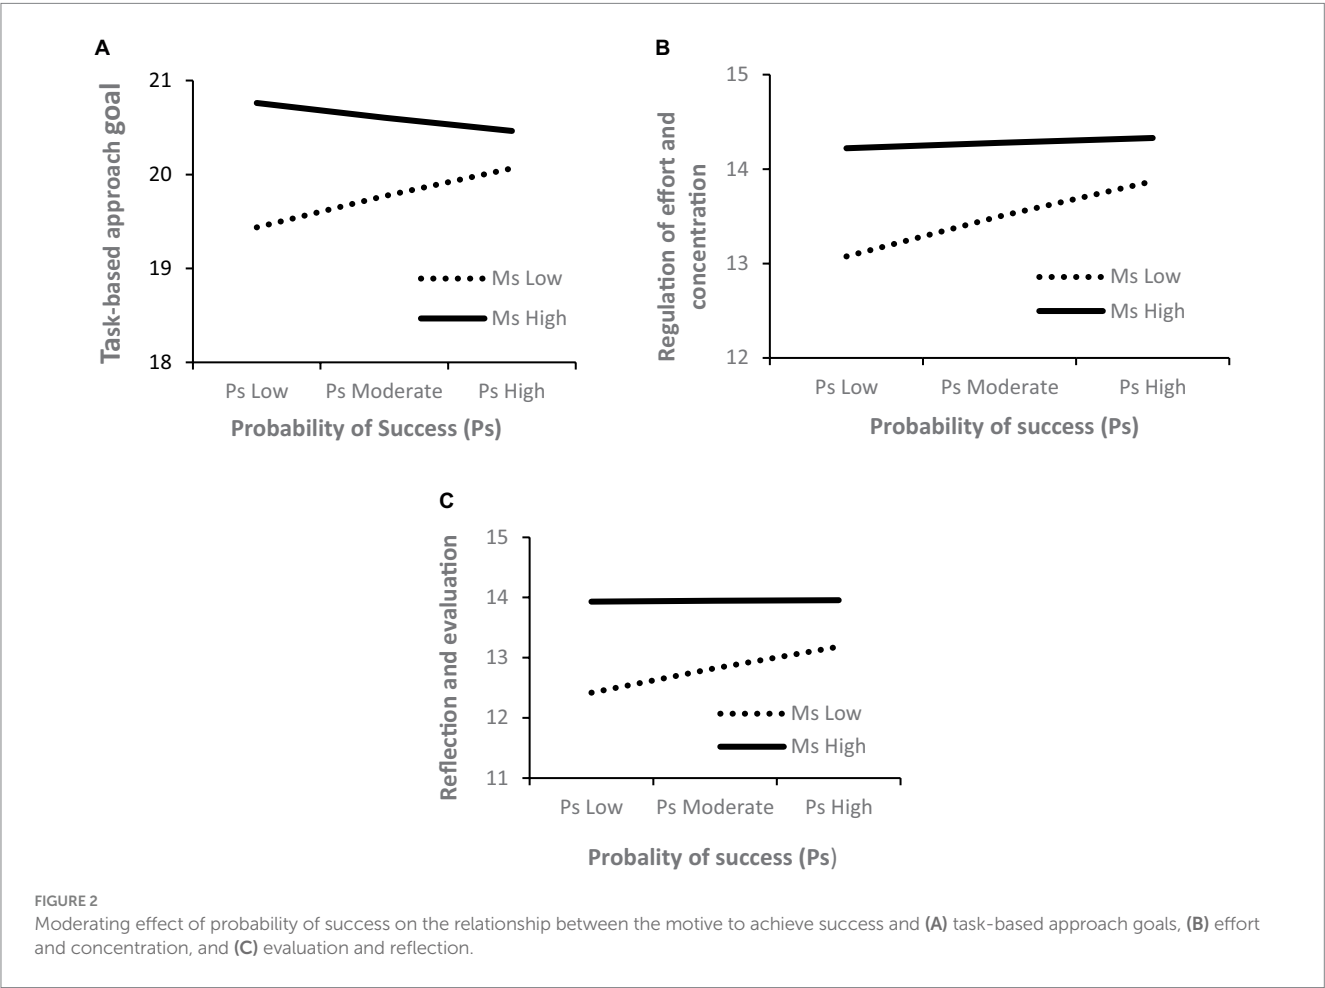 A
Task-based approach goal
21
20
19
18
Ms Low
Ms High
Ps Low Ps Moderate Ps High
Probability of Success (Ps)
B
Regulation of effort and
concentration
15
14
13
12
Ms Low
Ms High
Ps Low Ps Moderate Ps High
Probability of success (Ps)
C
Reflection and evaluation
15
14
13
12
11
Ms Low
Ms High
Ps Low Ps Moderate Ps High
Probality of success (Ps)
FIGURE 2
Moderating effect of probability of success on the relationship between the motive to achieve success and (A) task-based approach goals, (B) effort
and concentration, and (C) evaluation and reflection.